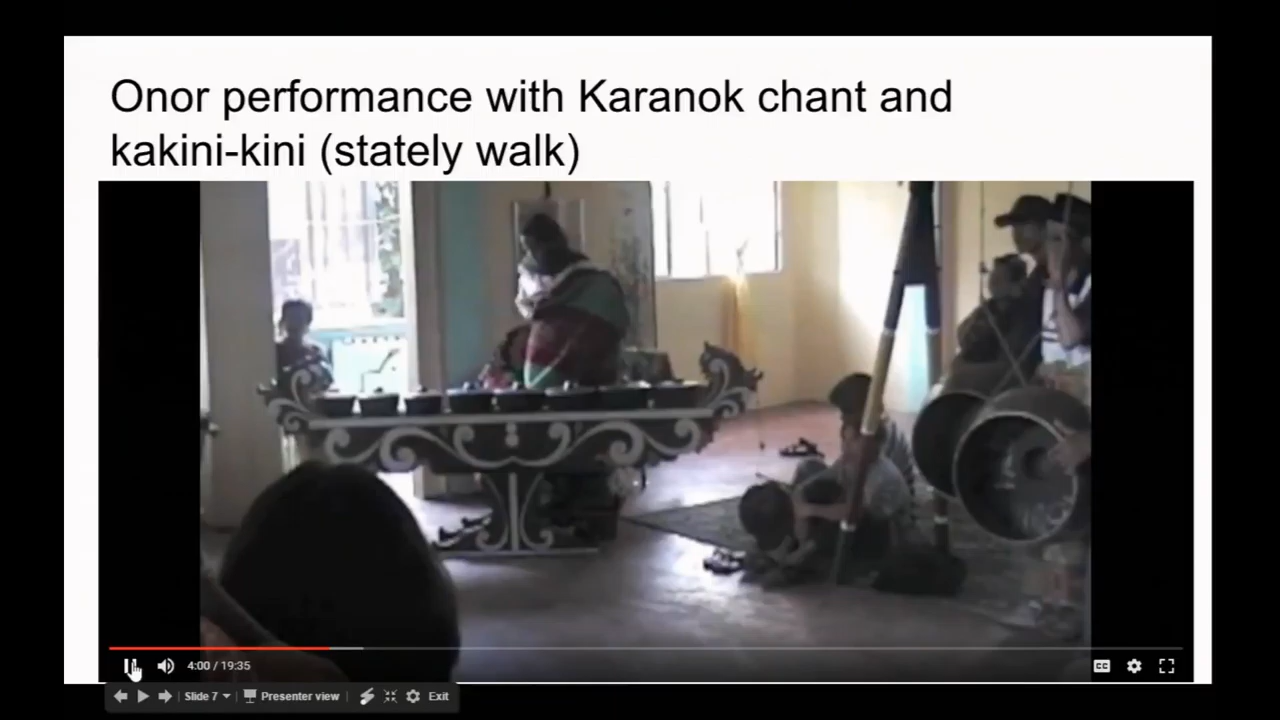 Onor performance with Karanok chant and
kakini-kini (stately walk)
4:00 / 19:35
CC
Slide 7
Presenter view
Exit